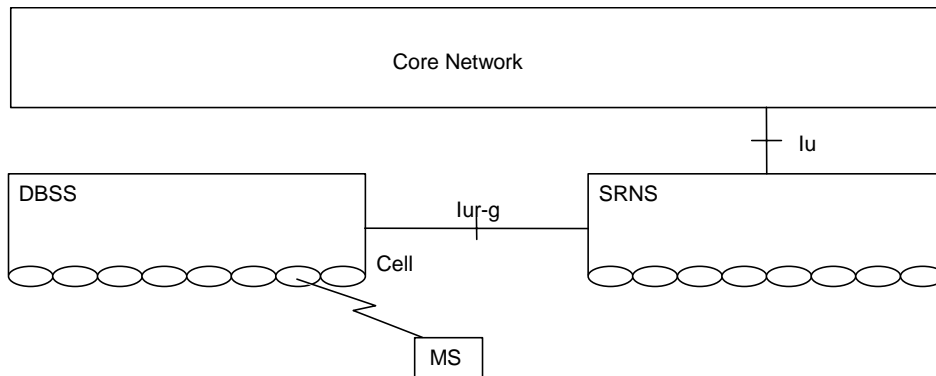 Core Network
Iu
DBSS
SRNS
Iur-g
Cell
MS